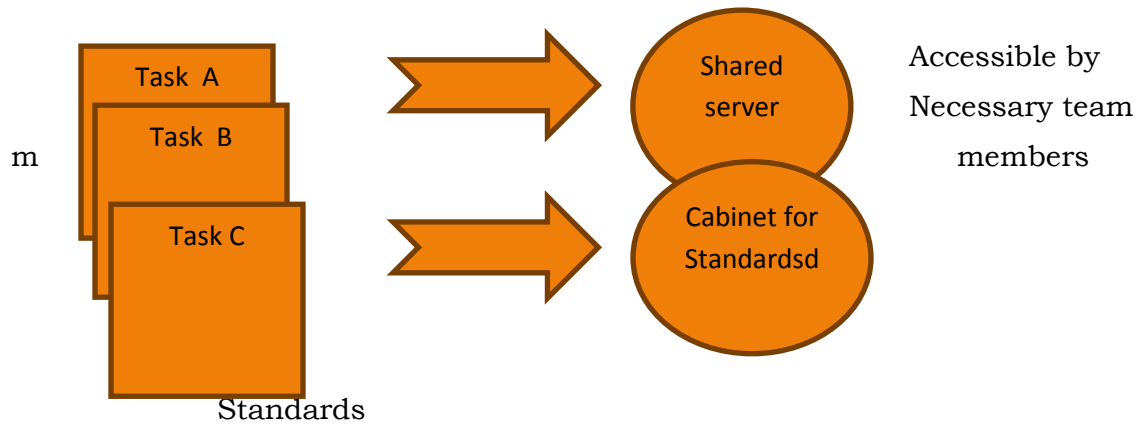 Task A
Task B
m
Task C
Standards
Shared
server
Cabinet for
Standardsd
Accessible by
Necessary team
members